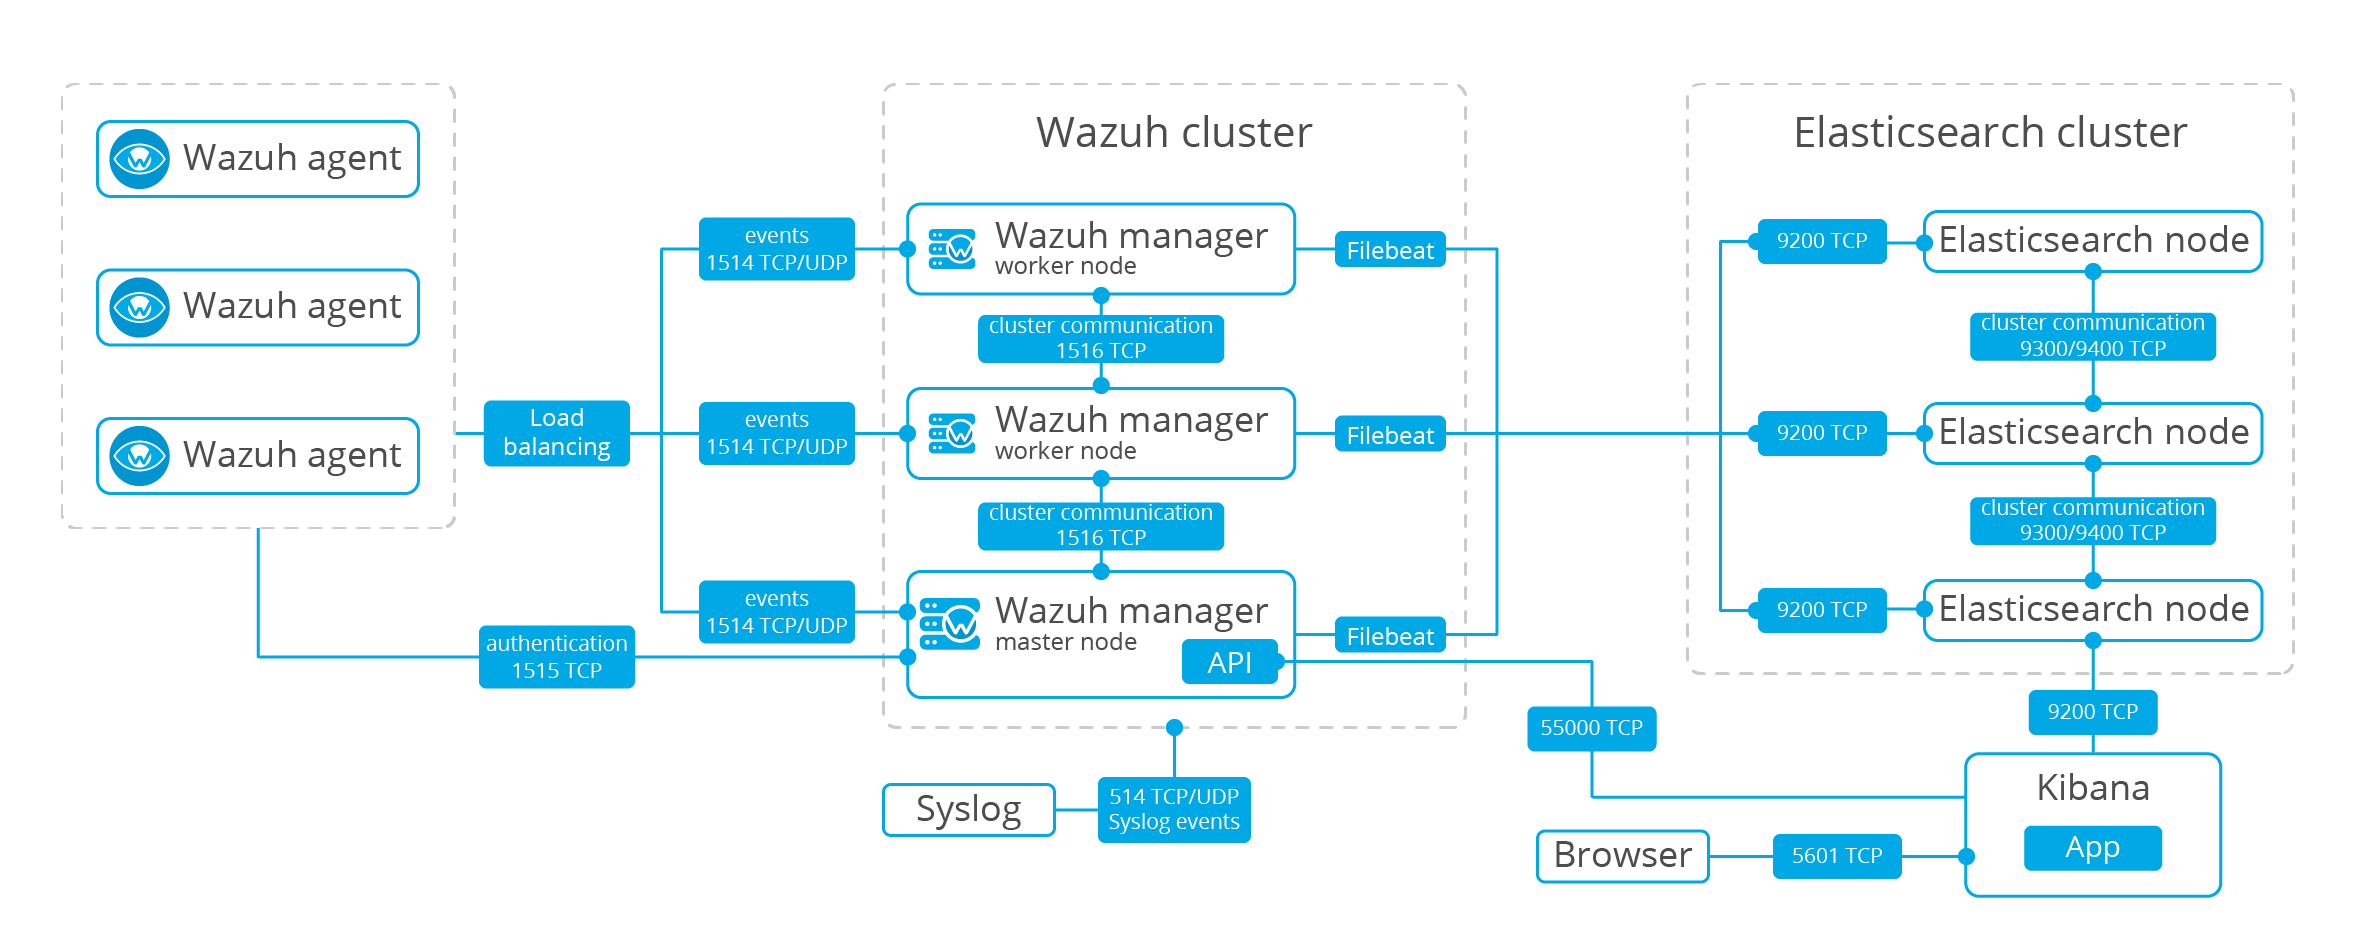 Wazuh agent
Wazuh agent
Wazuh agent
Load
balancing
authentication
1515 TCP
events
1514 TCP/UDP
events
1514 TCP/UDP
events
1514 TCP/UDP
Wazuh cluster
Wazuh manager
worker node
cluster communication
1516 TCP
Wazuh manager
worker node
cluster communication
1516 TCP
Wazuh manager
master node
API
Filebeat
Filebeat
Filebeat
Syslog
514 TCP/UDP
Syslog events
55000 TCP
Elasticsearch cluster
9200 TCP
Elasticsearch node
cluster communication
9300/9400 TCP
9200 TCP
Elasticsearch node
cluster communication
9300/9400 TCP
9200 TCP
Elasticsearch node
9200 TCP
Kibana
App
Browser
5601 TCP